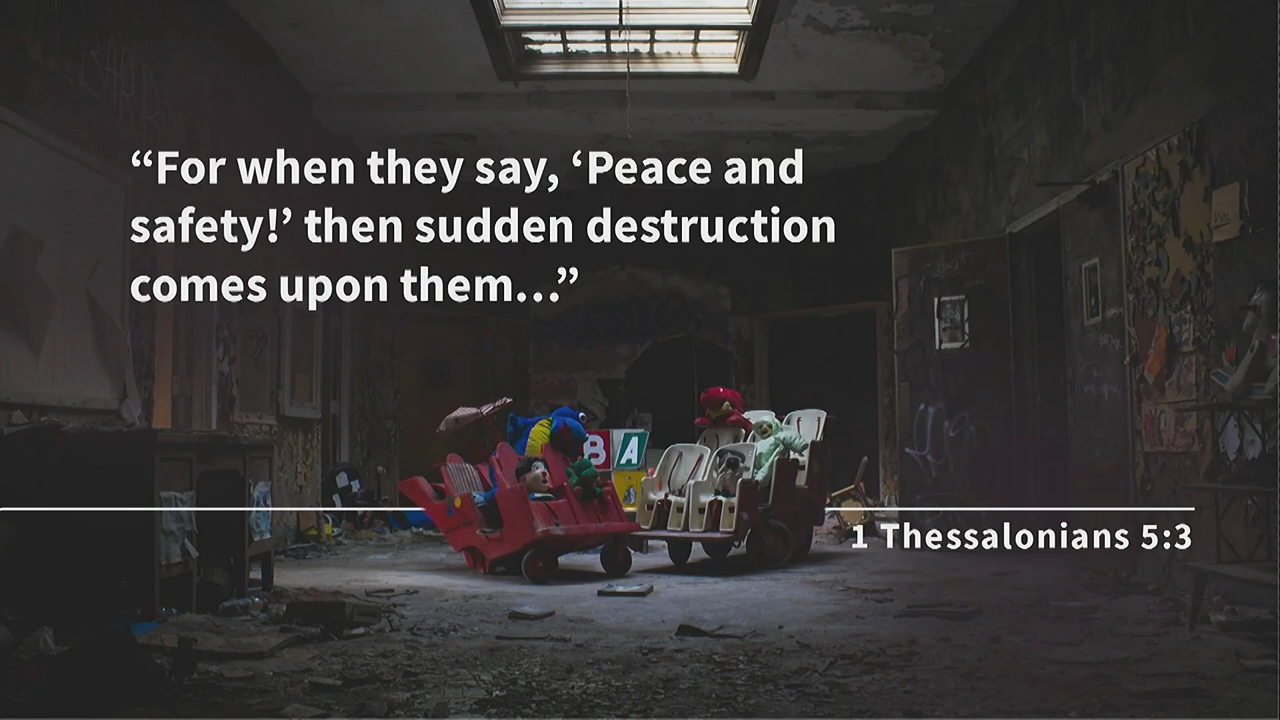 “For when they say, ‘Peace and
safety!’ then sudden destruction
comes upon them...”
B A
1 Thessalonians 5:3